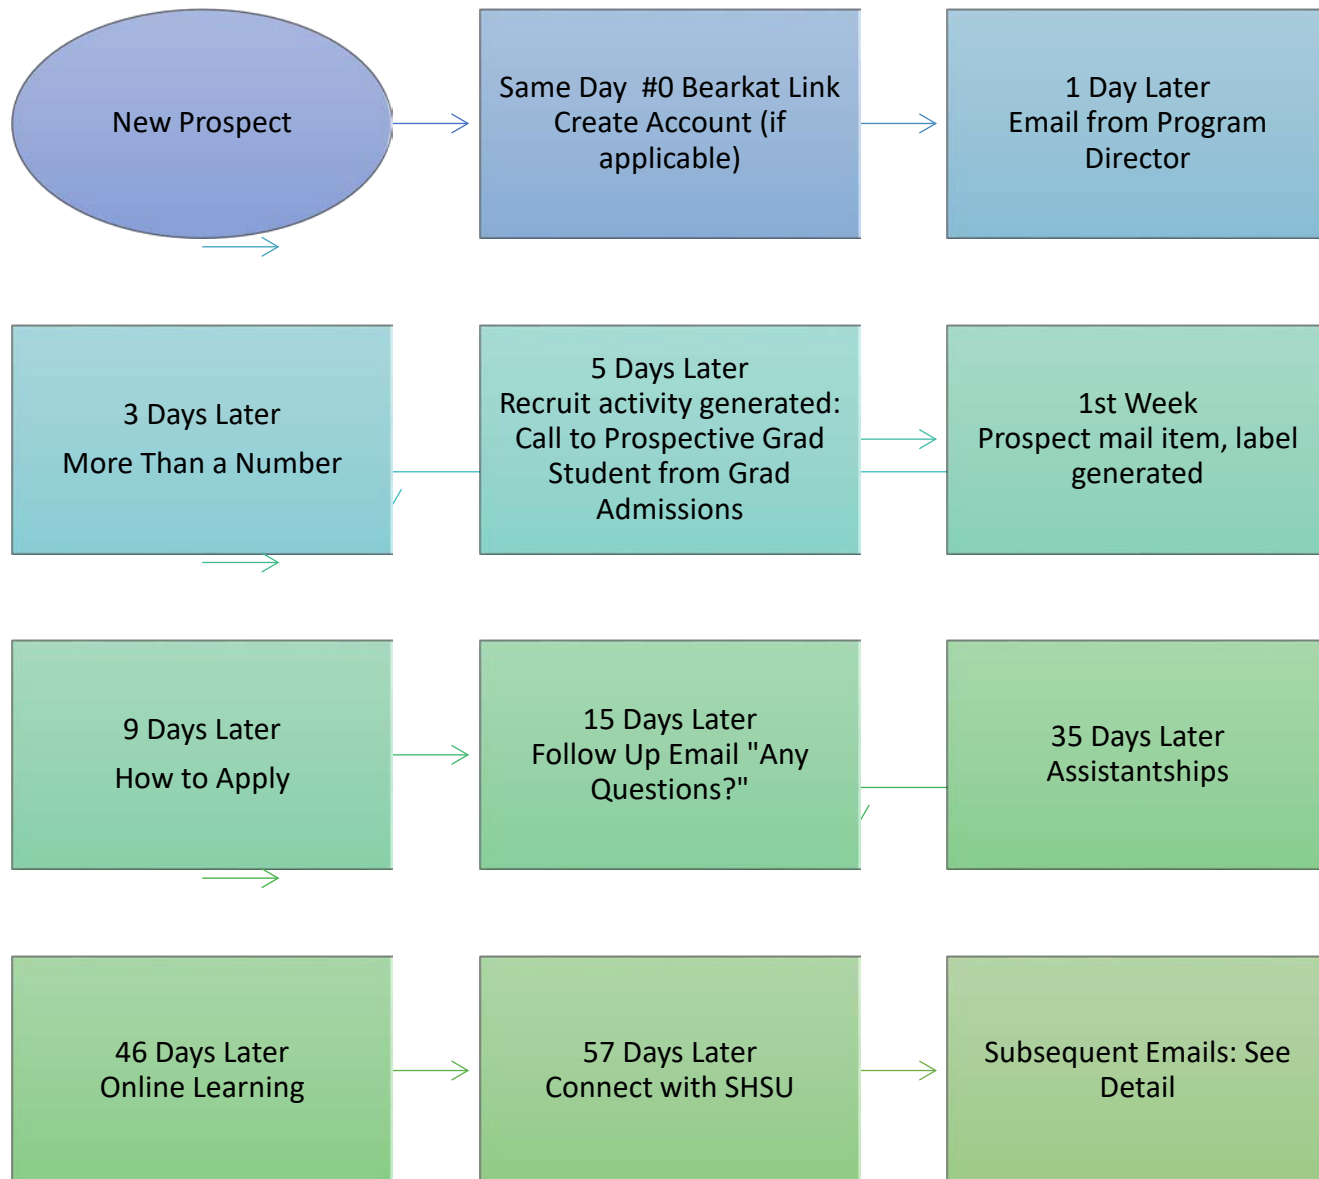 New Prospect
Same Day  #0 Bearkat Link
Create Account (if
applicable)
1 Day Later
Email from Program
Director
3 Days Later
More Than a Number
5 Days Later
Recruit activity generated:
Call to Prospective Grad
Student from Grad
Admissions
1st Week
Prospect mail item, label
generated
9 Days Later
How to Apply
15 Days Later
Follow Up Email "Any
Questions?"
35 Days Later
Assistantships
46 Days Later
Online Learning
57 Days Later
Connect with SHSU
Subsequent Emails: See
Detail